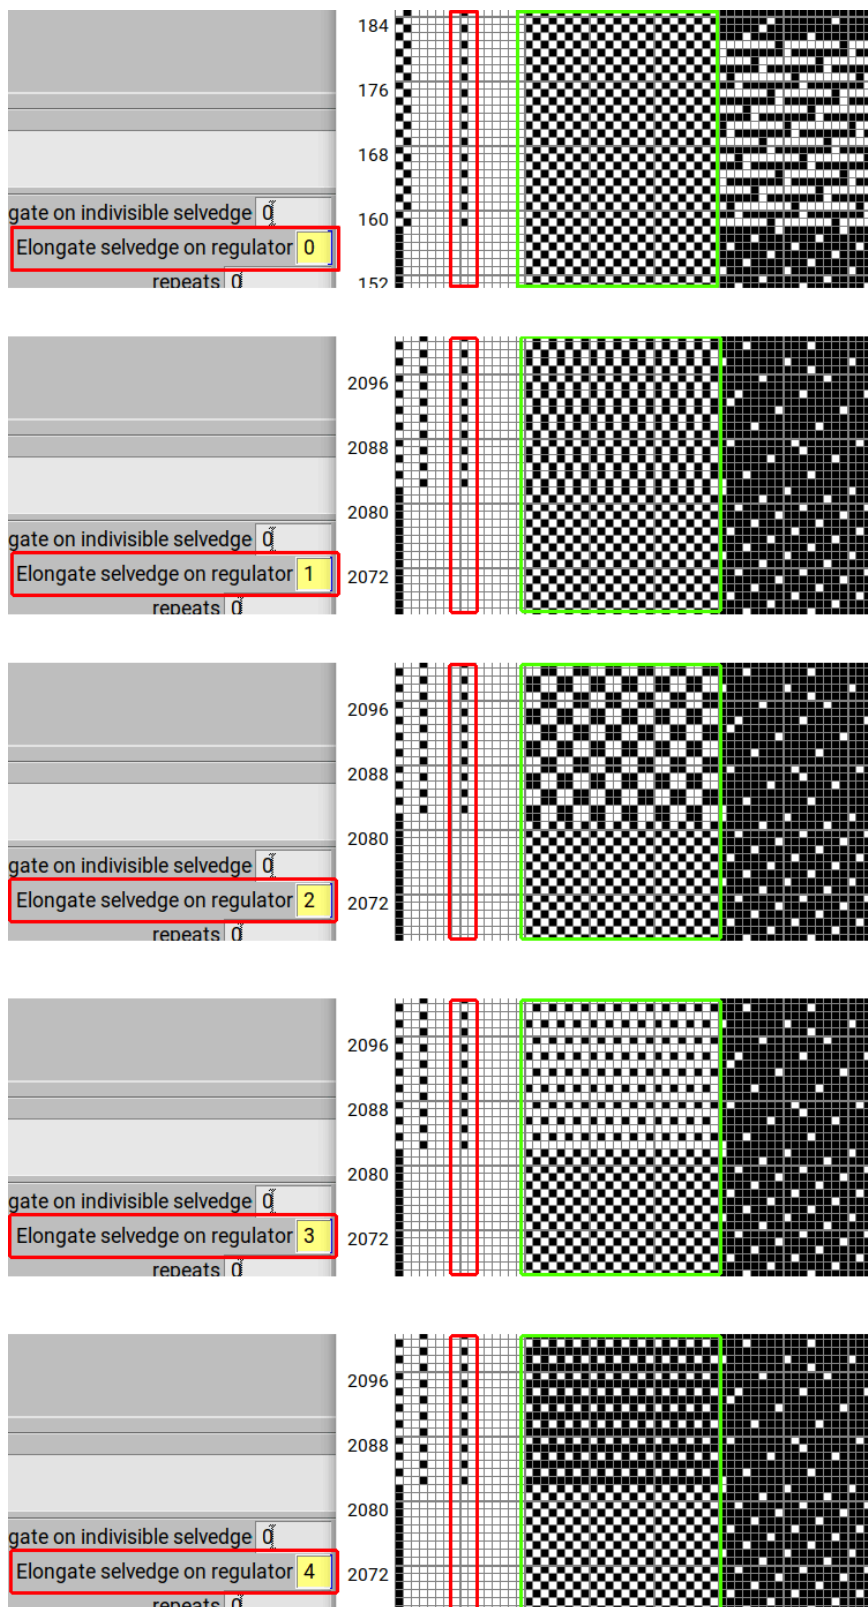 184
176
168
160
152
gate on indivisible selvedge 0
Elongate selvedge on regulator 0
repeats 0
2096
2088
2080
2072
gate on indivisible selvedge 0
Elongate selvedge on regulator 1
repeats 0
2096
2088
2080
2072
gate on indivisible selvedge 0
Elongate selvedge on regulator 2
repeats 0
2096
2088
2080
2072
gate on indivisible selvedge 0
Elongate selvedge on regulator 3
repeats 0
2096
2088
2080
2072
gate on indivisible selvedge 0
Elongate selvedge on regulator 4
repeats 0